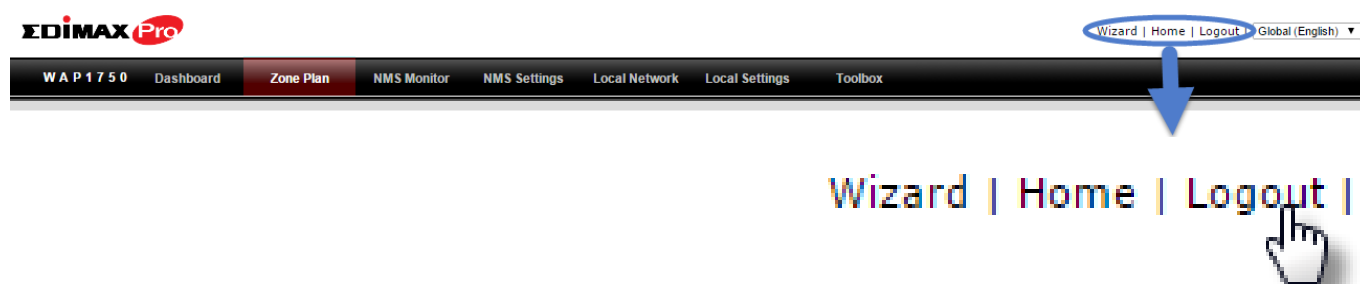 EDIMAX Pro
Wizard | Home | Logout | Global (English)
WAP1750 Dashboard Zone Plan NMS Monitor NMS Settings Local Network Local Settings Toolbox
Wizard | Home | Logout |